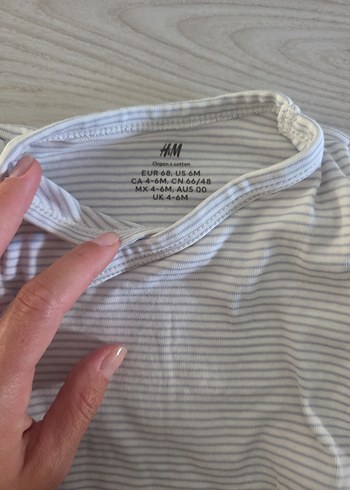 H&M
Organic cotton
EUR 68, US 6M
CA 4-6M, CN 66/48
MX 4-6M, AUS 00
UK 4-6M